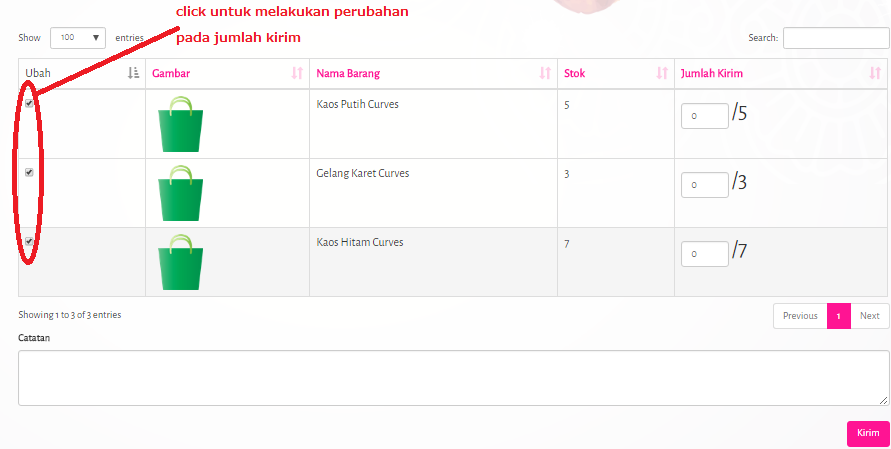 click untuk melakukan perubahan
Show 100 entries pada jumlah kirim Search:
Ubah Gambar Nama Barang Stok Jumlah Kirim
Kaos Putih Curves 5 0 /5
Gelang Karet Curves 3 0 /3
Kaos Hitam Curves 7 0 /7
Showing 1 to 3 of 3 entries Previous 1 Next
Catatan
Kirim